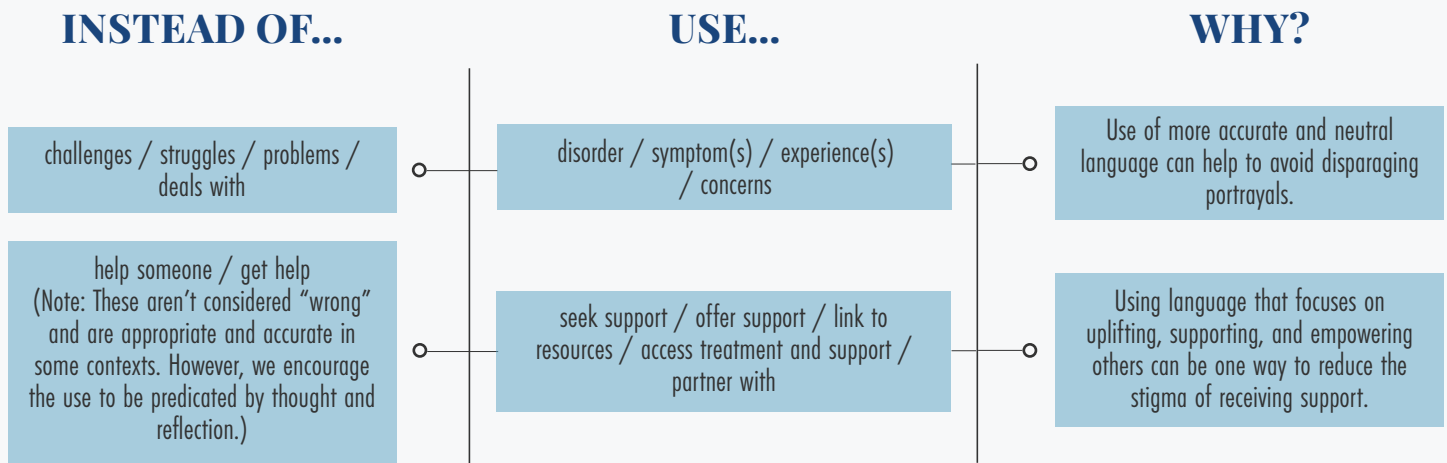 INSTEAD OF...
USE...
WHY?
challenges / struggles / problems /
deals with
disorder / symptom(s) / experience(s)
/ concerns
Use of more accurate and neutral
language can help to avoid disparaging
portrayals.
help someone / get help
(Note: These aren’t considered “wrong”
and are appropriate and accurate in
some contexts. However, we encourage
the use to be predicated by thought and
reflection.)
seek support / offer support / link to
resources / access treatment and support /
partner with
Using language that focuses on
uplifting, supporting, and empowering
others can be one way to reduce the
stigma of receiving support.